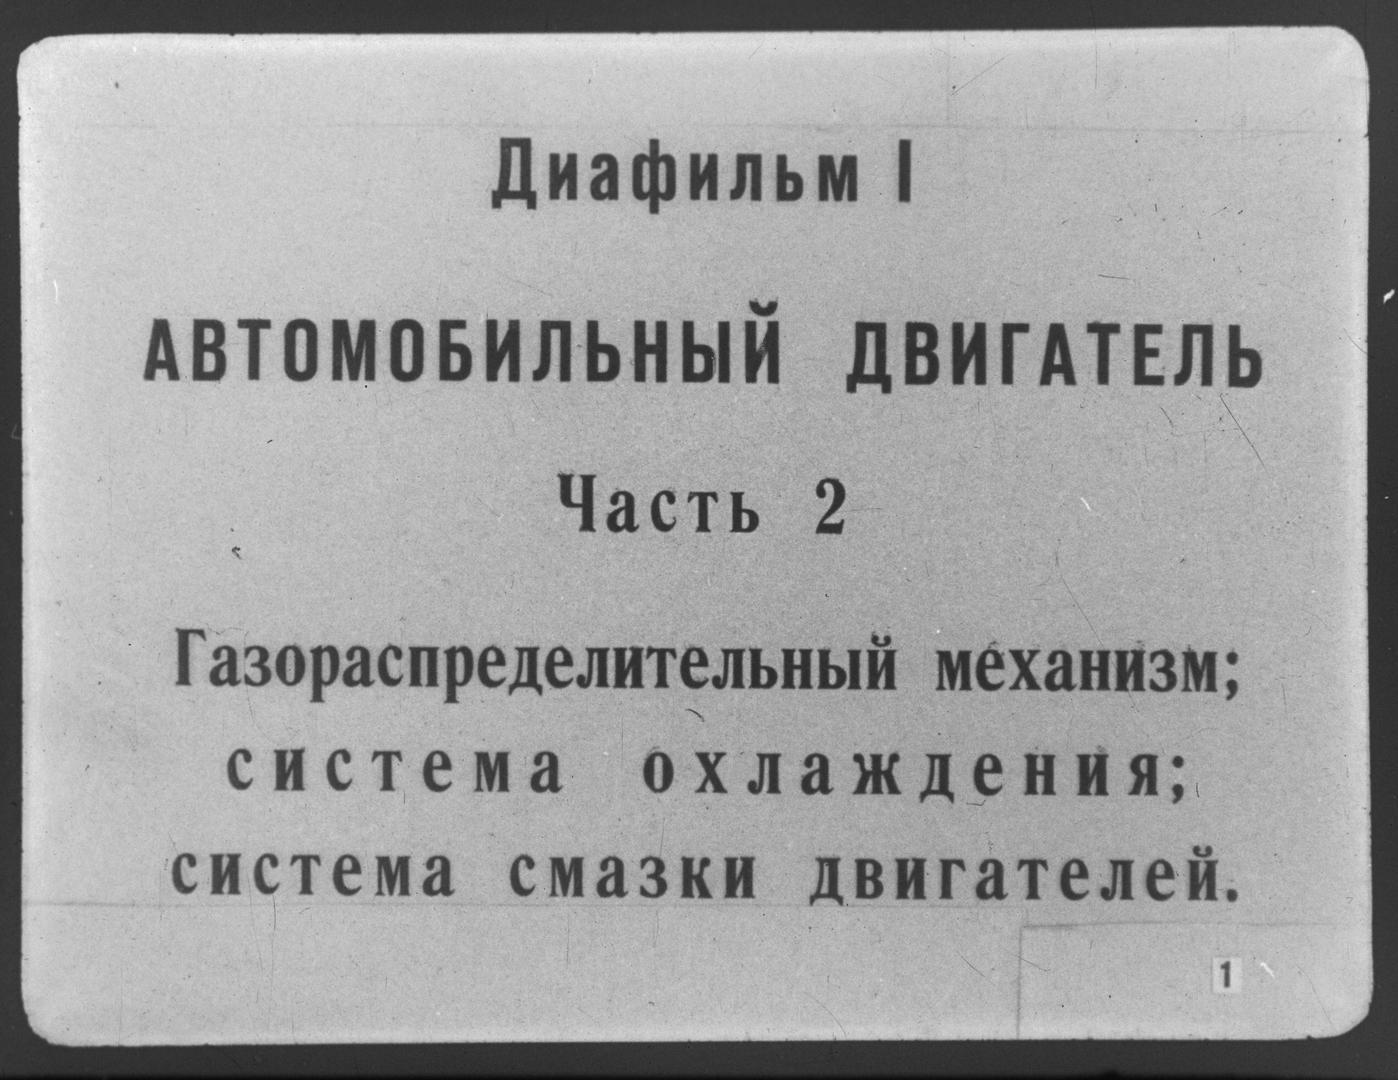 Диафильм I
АВТОМОБИЛЬНЫЙ ДВИГАТЕЛЬ
Часть 2
Газораспределительный механизм;
система охлаждения;
система смазки двигателей.
1